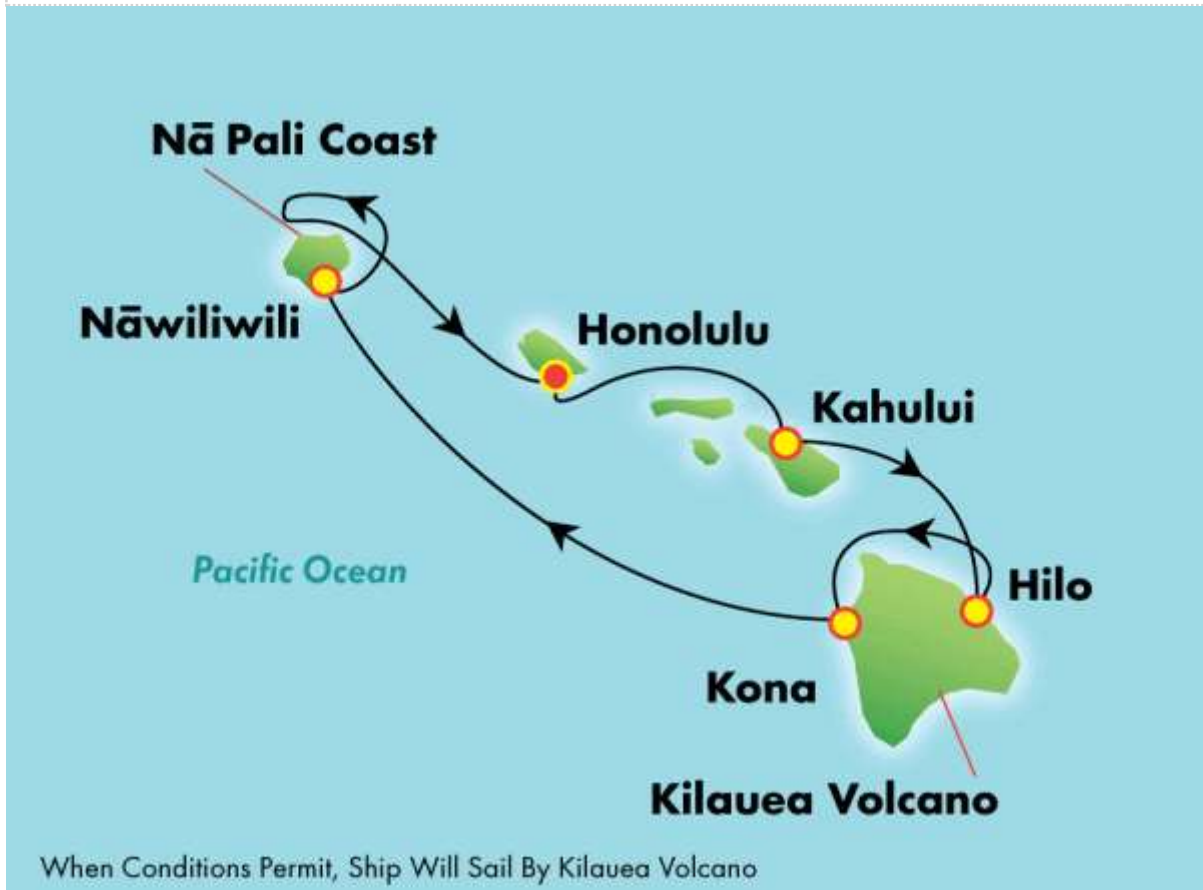 Nā Pali Coast
Nāwiliwili
Honolulu
Kahului
Pacific Ocean
Hilo
Kona
Kilauea Volcano
When Conditions Permit, Ship Will Sail By Kilauea Volcano